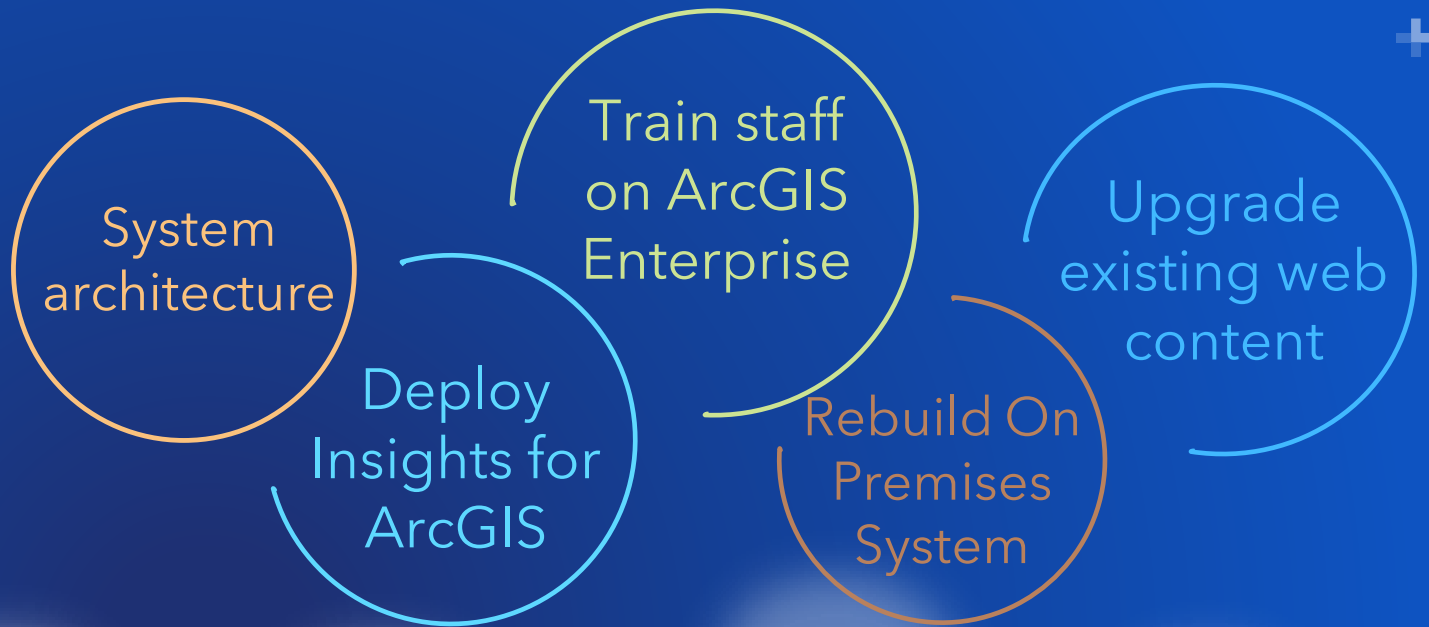 System
architecture
Deploy
Insights for
ArcGIS
Train staff
on ArcGIS
Enterprise
Rebuild On
Premises
System
Upgrade
existing web
content